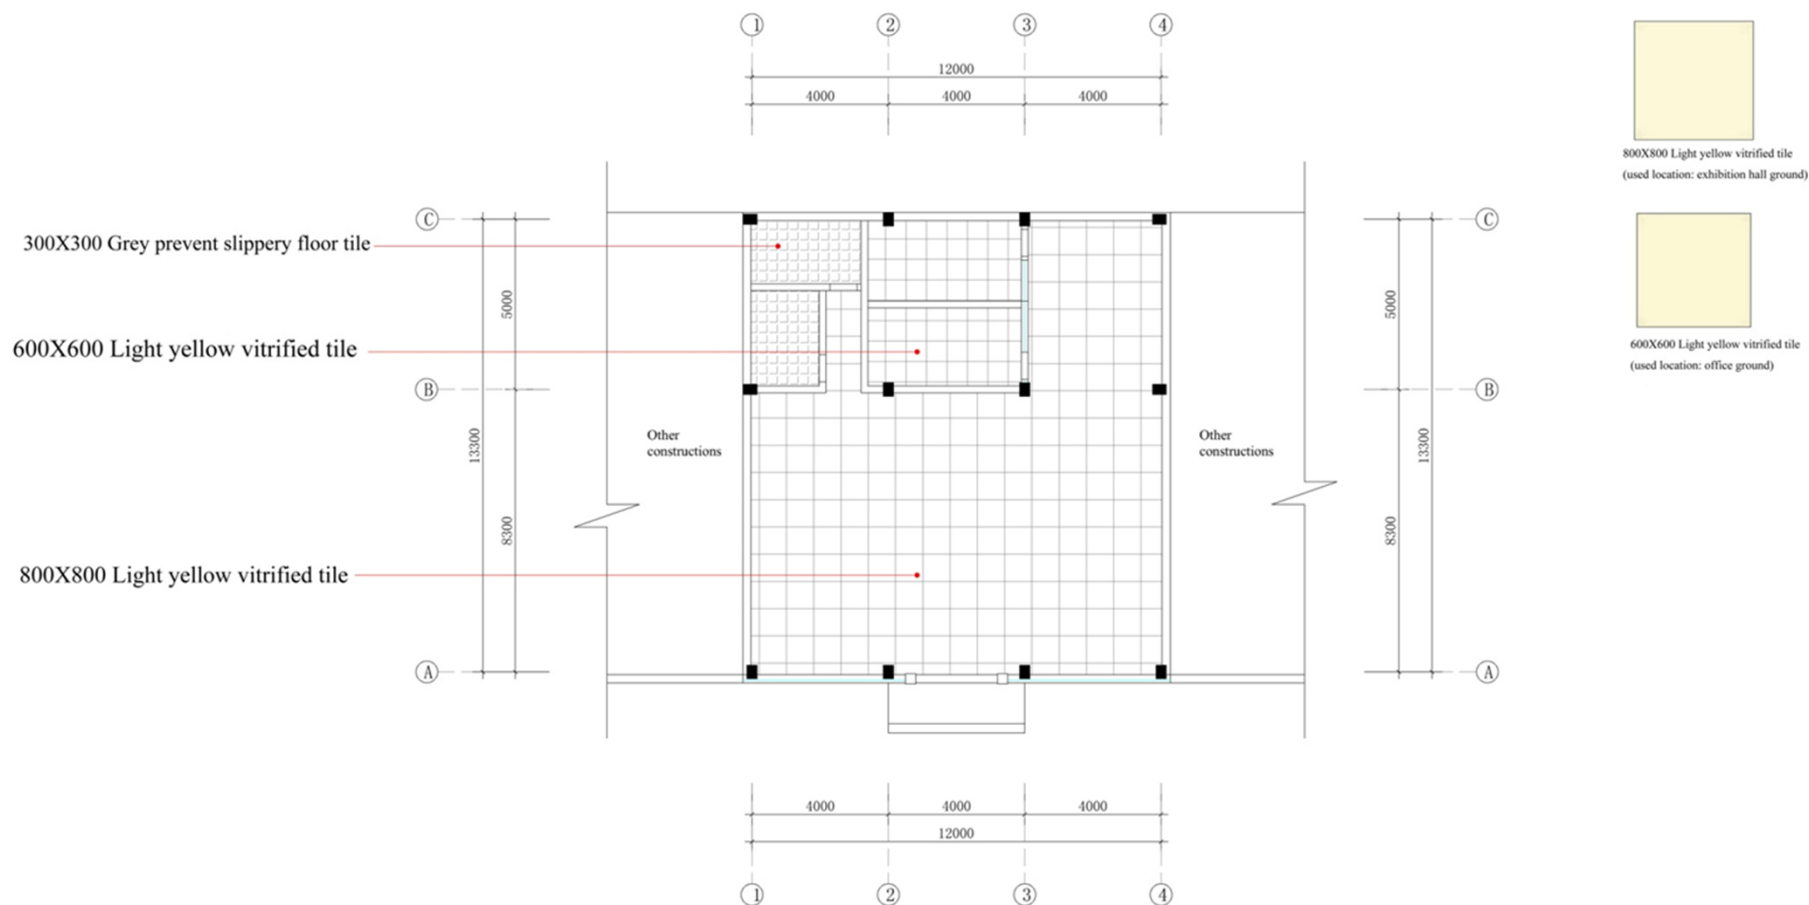 1 2 3 4
12000
4000 4000 4000
800X800 Light yellow vitrified tile
(used location: exhibition hall ground)
C C
300X300 Grey prevent slippery floor tile
5000 5000
600X600 Light yellow vitrified tile
600X600 Light yellow vitrified tile
(used location: office ground)
B B
13300 13300
Other
constructions
Other
constructions
8300 8300
800X800 Light yellow vitrified tile
A A
4000 4000 4000
12000
1 2 3 4